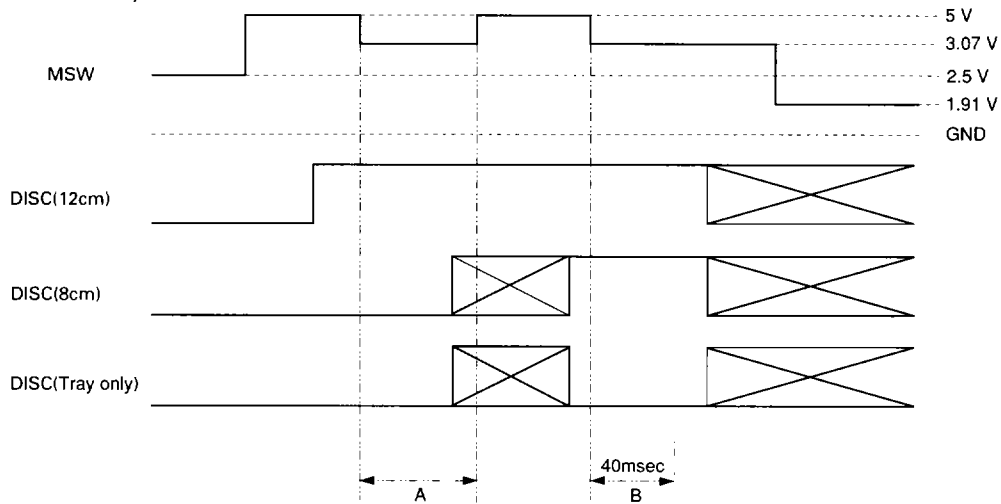 5 V
3.07 V
MSW
2.5 V
1.91 V
GND
DISC(12cm)
DISC(8cm)
DISC(Tray only)
40msec
A
B